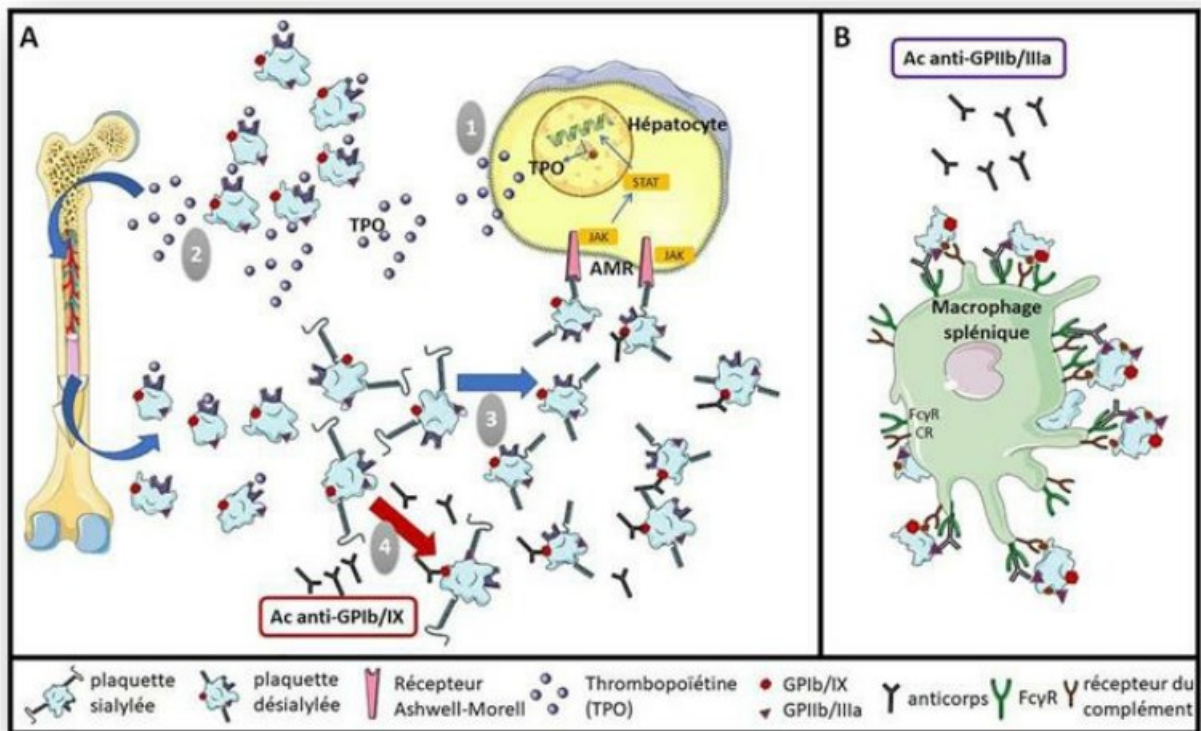 A
B
Ac anti-GPIIb/IIIa
1
Hépatocyte
TPO
STAT
JAK
JAK
AMR
TPO
2
3
4
Ac anti-GPIb/IX
Macrophage
splénique
FcγR
CR
plaquette
sialylée
plaquette
désialylée
Récepteur
Ashwell-Morell
Thrombopoïétine
(TPO)
GPIb/IX
GPIIb/IIIa
anticorps
FcγR
récepteur du
complément